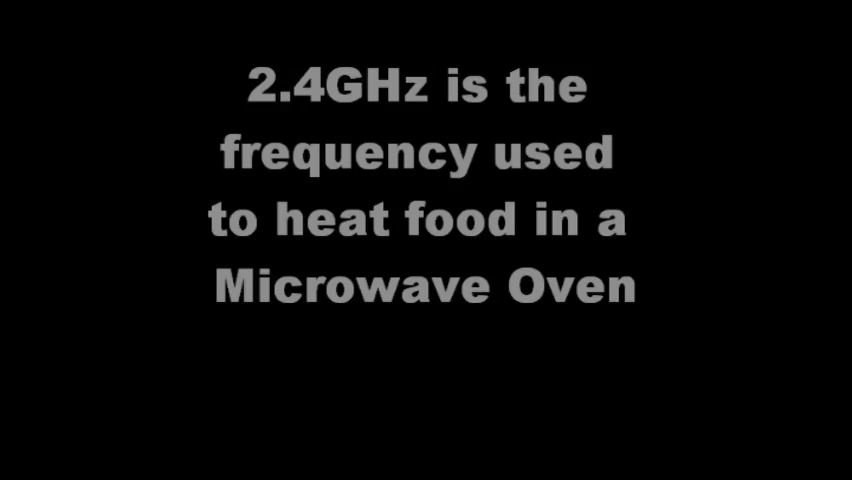 2.4GHz is the
frequency used
to heat food in a
Microwave Oven